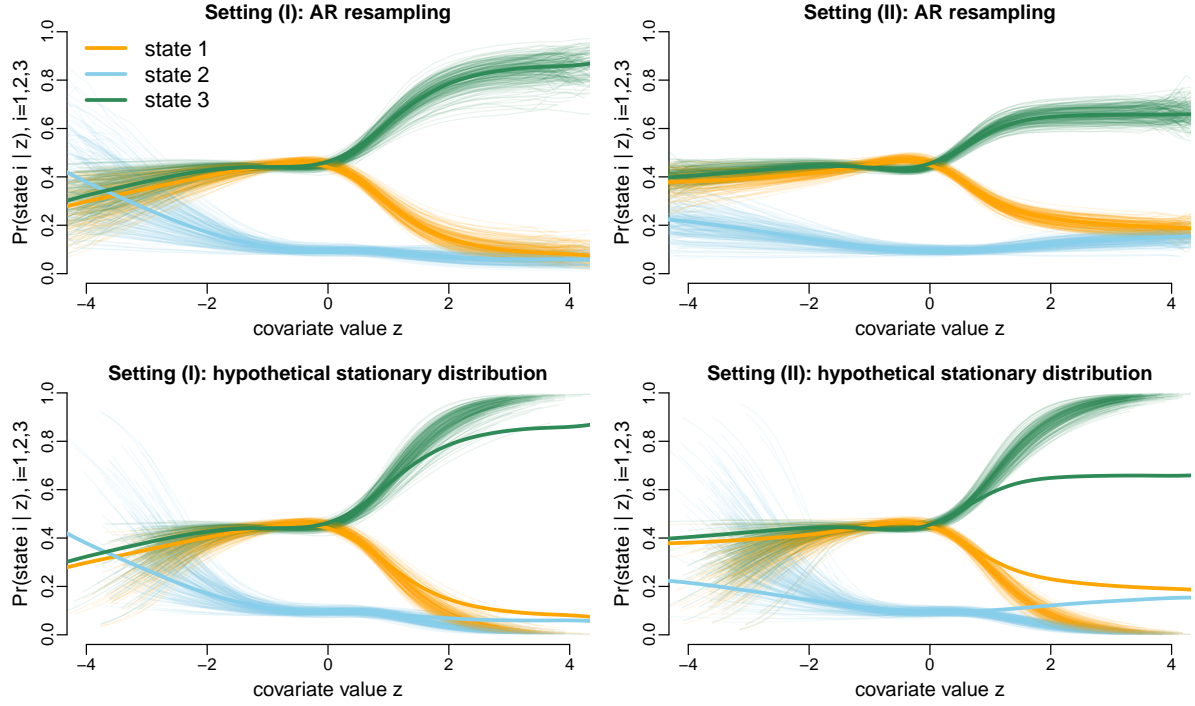 Setting (I): AR resampling
Pr(state i | z), i=1,2,3
0.0 0.2 0.4 0.6 0.8 1.0
state 1
state 2
state 3
−4 −2 0 2 4
covariate value z
Setting (II): AR resampling
Pr(state i | z), i=1,2,3
0.0 0.2 0.4 0.6 0.8 1.0
−4 −2 0 2 4
covariate value z
Setting (I): hypothetical stationary distribution
Pr(state i | z), i=1,2,3
0.0 0.2 0.4 0.6 0.8 1.0
−4 −2 0 2 4
covariate value z
Setting (II): hypothetical stationary distribution
Pr(state i | z), i=1,2,3
0.0 0.2 0.4 0.6 0.8 1.0
−4 −2 0 2 4
covariate value z